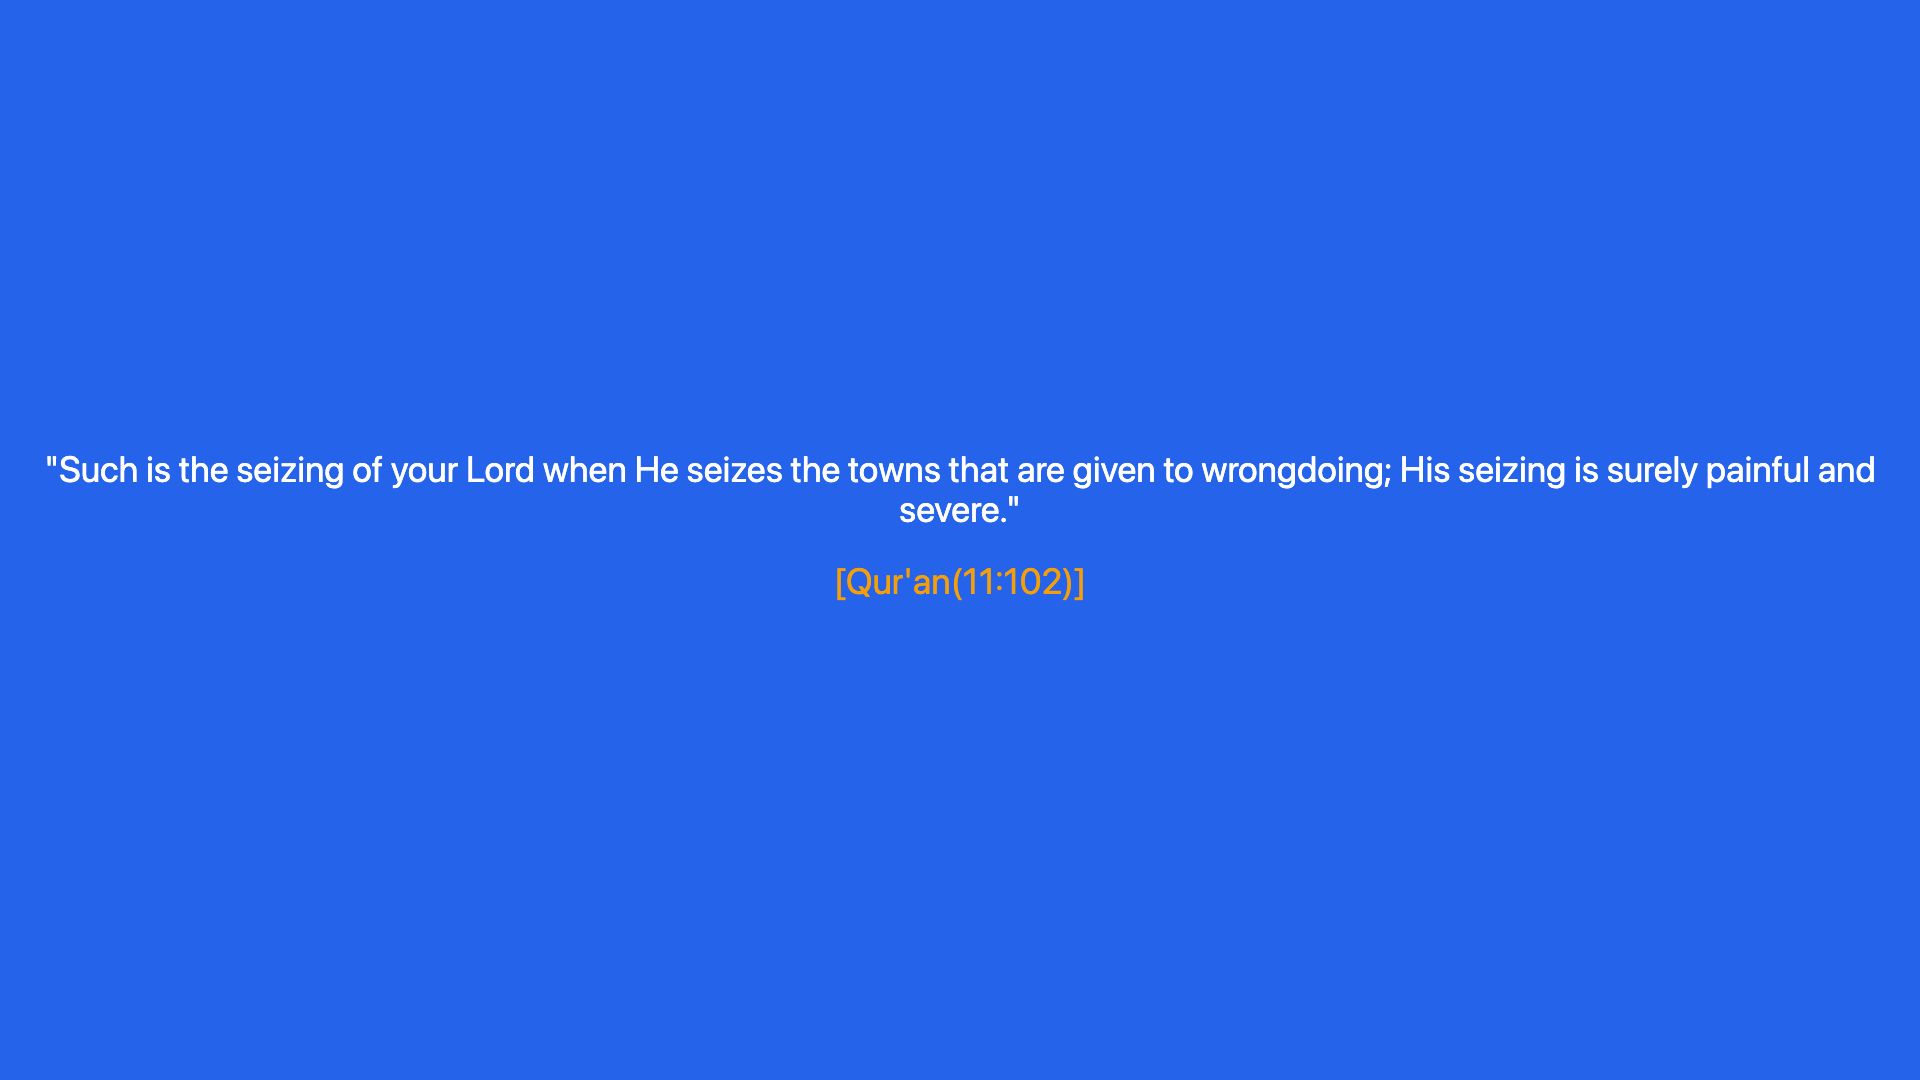 "Such is the seizing of your Lord when He seizes the towns that are given to wrongdoing; His seizing is surely painful and
severe."
[Qur'an(11:102)]